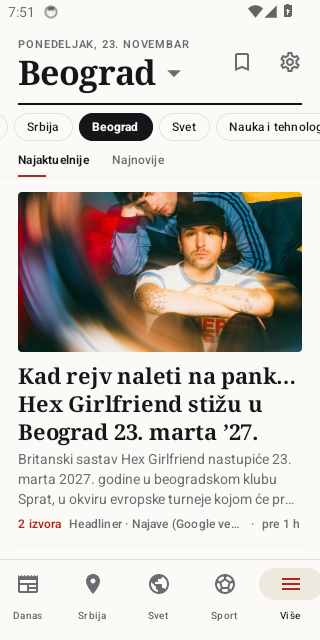 7:51
PONEDELJAK, 23. NOVEMBAR
Beograd
Srbija
Beograd
Svet
Nauka i tehnolog
Najaktuelnije
Najnovije
Kad rejv naleti na pank...
Hex Girlfriend stižu u
Beograd 23. marta ’27.
Britanski sastav Hex Girlfriend nastupiće 23.
marta 2027. godine u beogradskom klubu
Sprat, u okviru evropske turneje kojom će pr...
2 izvora Headliner · Najave (Google ve... · pre 1 h
Danas
Srbija
Svet
Sport
Više